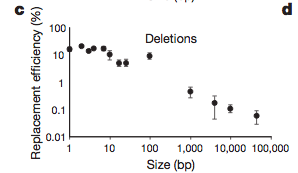 c
d
Replacement efficiency (%)
100
10
1
0.1
0.01
Deletions
1 10 100 1,000 10,000 100,000
Size (bp)